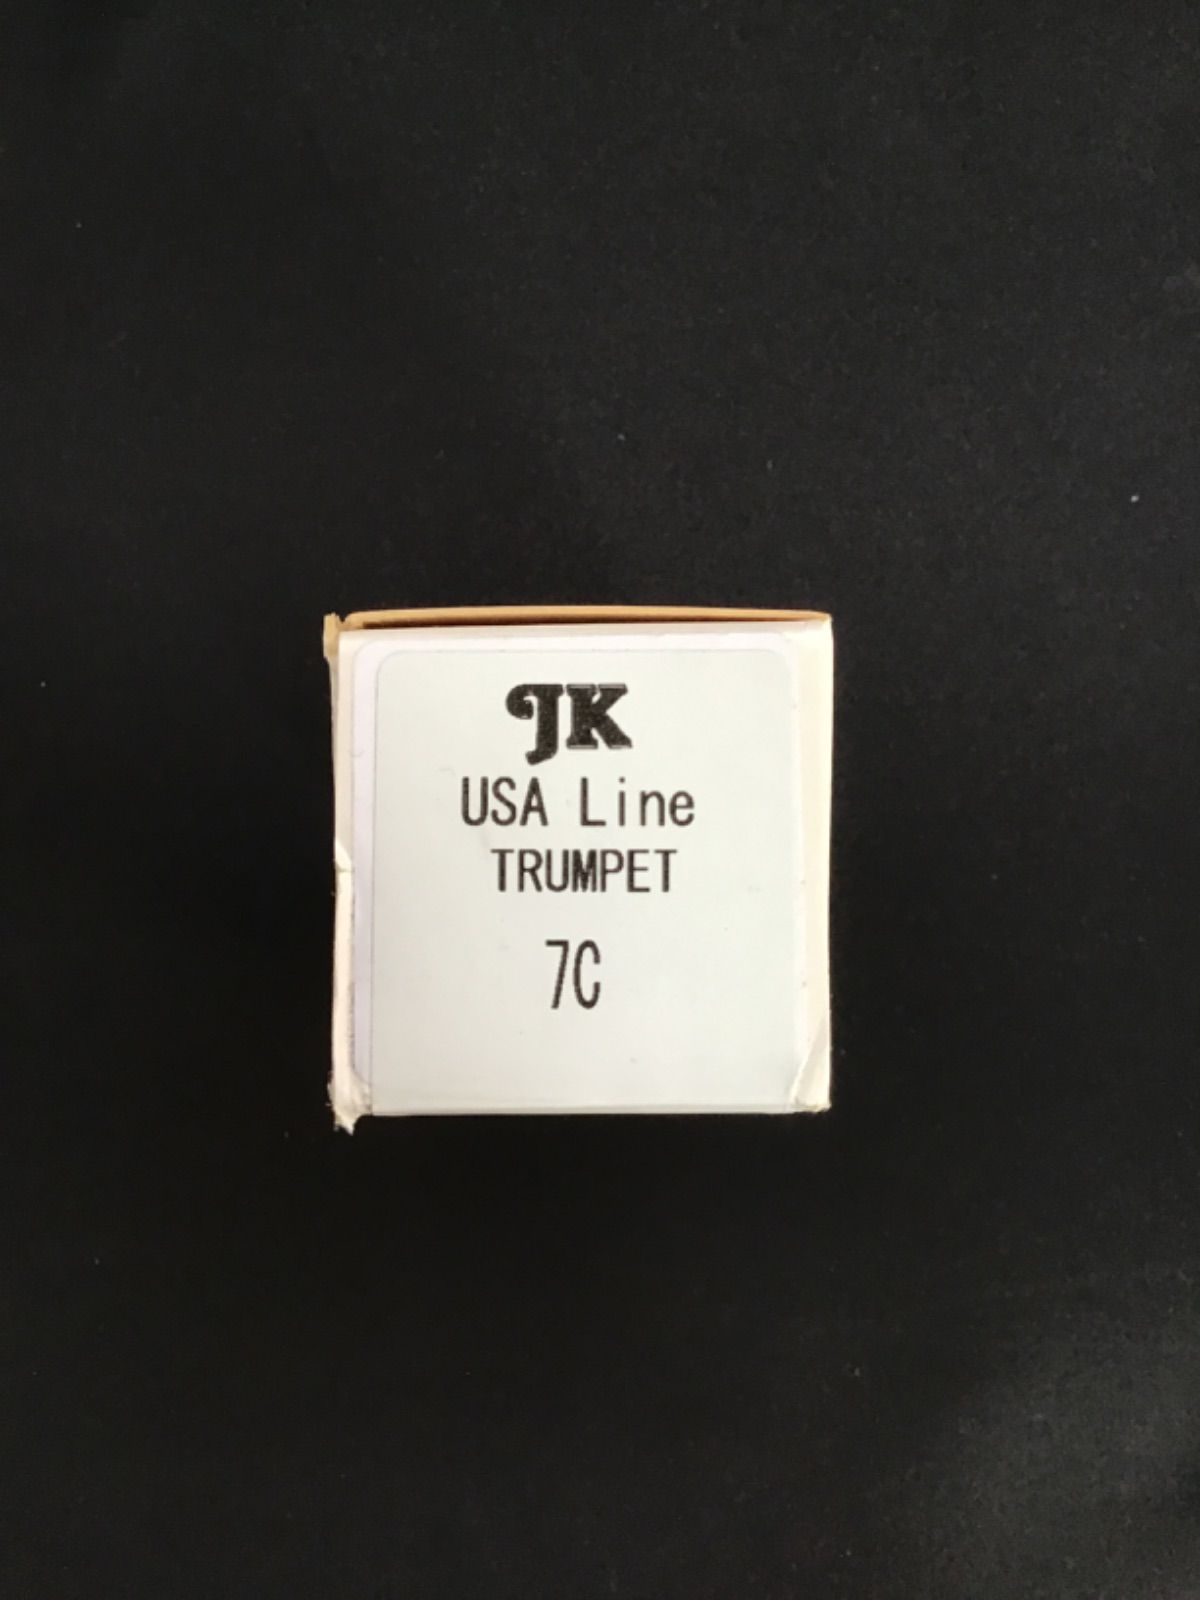 JK
USA Line
TRUMPET
7C